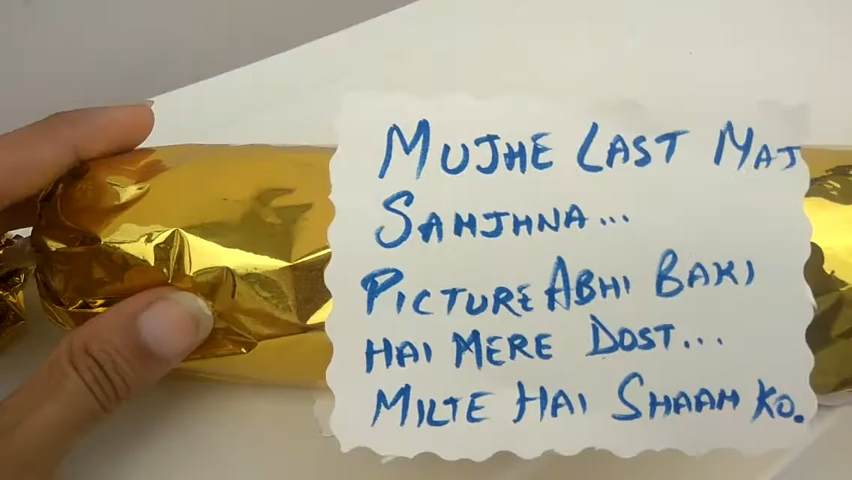 MUJHE LAST MAT
SAMJHNA...
PICTURE ABHI BAKI
HAI MERE DOST...
MILTE HAI SHAAM KO.